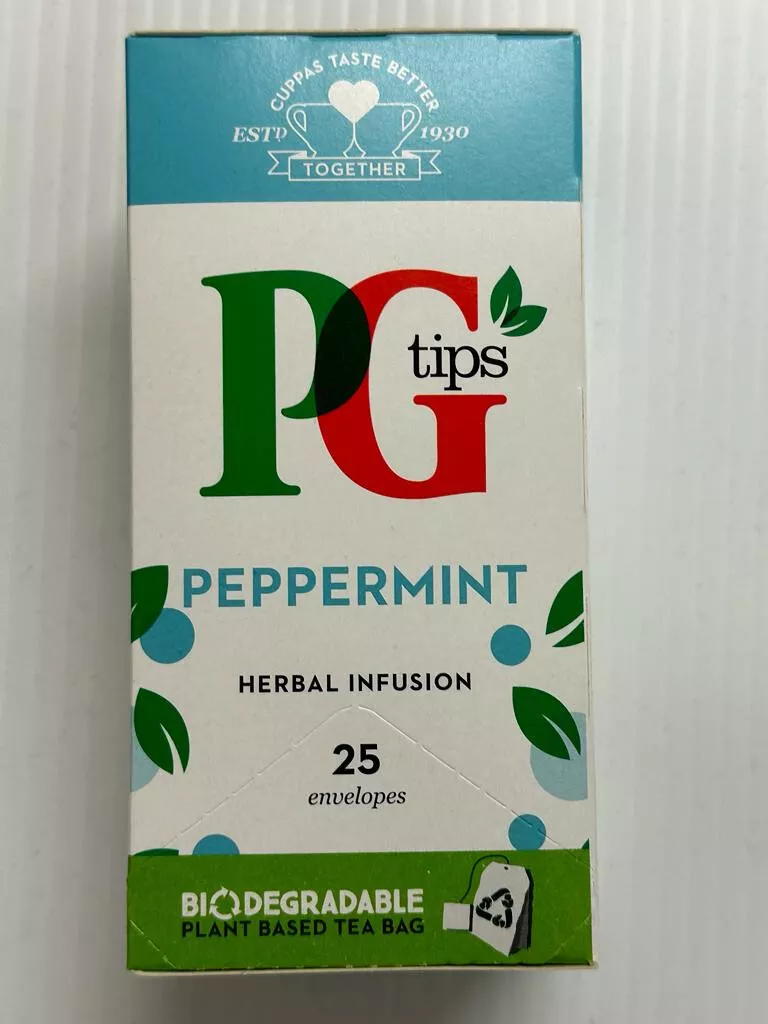 CUPPAS TASTE BETTER
ESTD 1930
TOGETHER
PG
tips
PEPPERMINT
HERBAL INFUSION
25
envelopes
BIODEGRADABLE
PLANT BASED TEA BAG